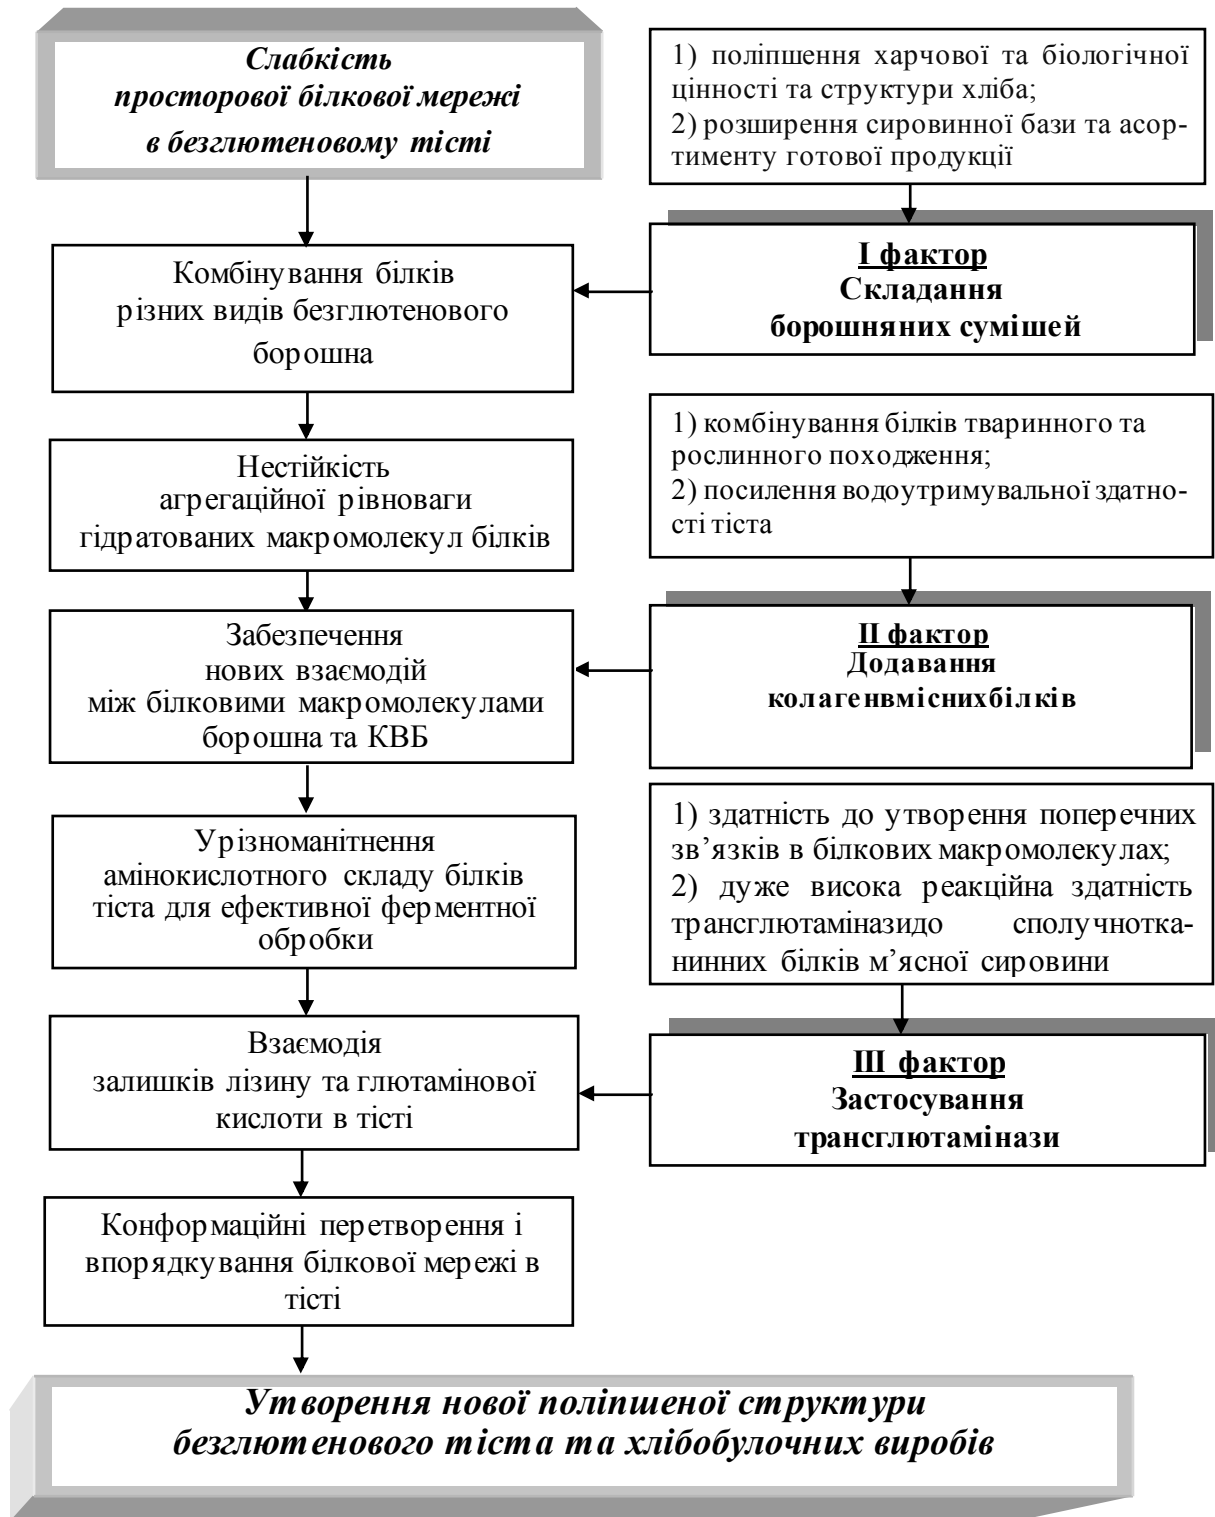 Слабкість
просторової білкової мережі
в безглютеновому тісті
1) поліпшення харчової та біологічної
цінності та структури хліба;
2) розширення сировинної бази та асор-
тименту готової продукції
Комбінування білків
різних видів безглютенового
борошна
І фактор
Складання
борошняних сумішей
Нестійкість
агрегаційної рівноваги
гідратованих макромолекул білків
1) комбінування білків тваринного та
рослинного походження;
2) посилення водоутримувальної здатно-
сті тіста
Забезпечення
нових взаємодій
між білковими макромолекулами
борошна та КВБ
ІІ фактор
Додавання
колагенвміснихбілків
Урізноманітнення
амінокислотного складу білків
тіста для ефективної ферментної
обробки
1) здатність до утворення поперечних
зв’язків в білкових макромолекулах;
2) дуже висока реакційна здатність
трансглютаміназидо сполучнотка-
нинних білків м’ясної сировини
Взаємодія
залишків лізину та глютамінової
кислоти в тісті
ІІІ фактор
Застосування
трансглютамінази
Конформаційні перетворення і
впорядкування білкової мережі в
тісті
Утворення нової поліпшеної структури
безглютенового тіста та хлібобулочних виробів